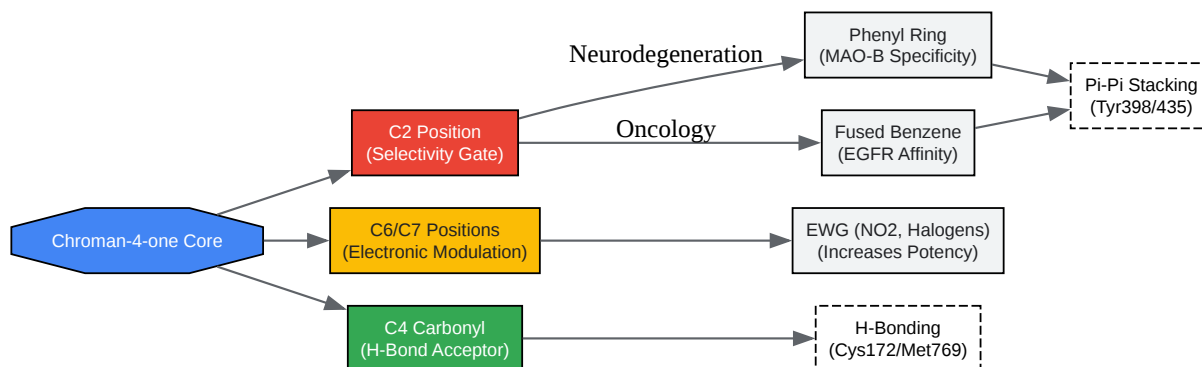 Neurodegeneration
Phenyl Ring
(MAO-B Specificity)
Pi-Pi Stacking
(Tyr398/435)
C2 Position
(Selectivity Gate)
Oncology
Fused Benzene
(EGFR Affinity)
Chroman-4-one Core
C6/C7 Positions
(Electronic Modulation)
EWG (NO2, Halogens)
(Increases Potency)
C4 Carbonyl
(H-Bond Acceptor)
H-Bonding
(Cys172/Met769)